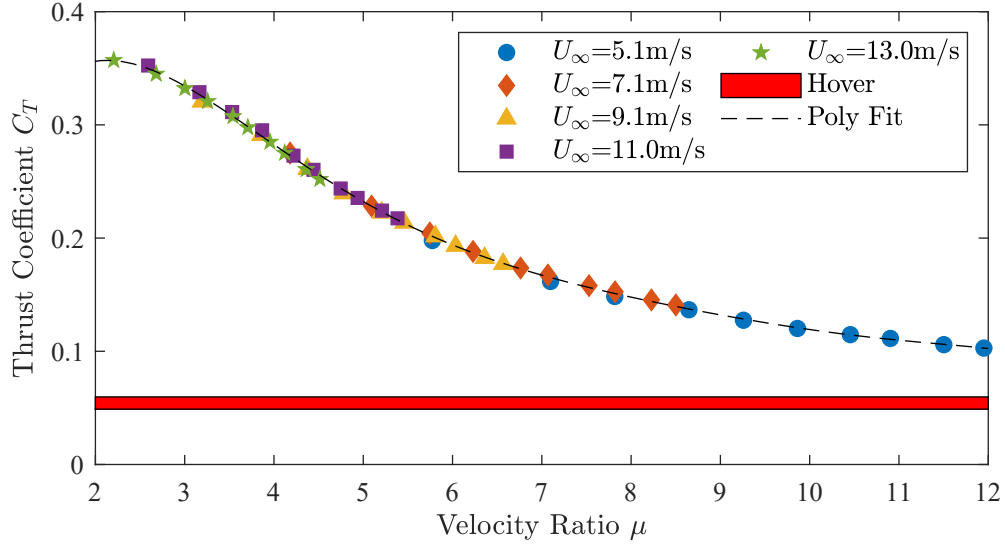 0.4
0.3
0.2
0.1
0
Thrust Coefficient C_T
U∞=5.1m/s
U∞=7.1m/s
U∞=9.1m/s
U∞=11.0m/s
U∞=13.0m/s
Hover
Poly Fit
2 3 4 5 6 7 8 9 10 11 12
Velocity Ratio μ